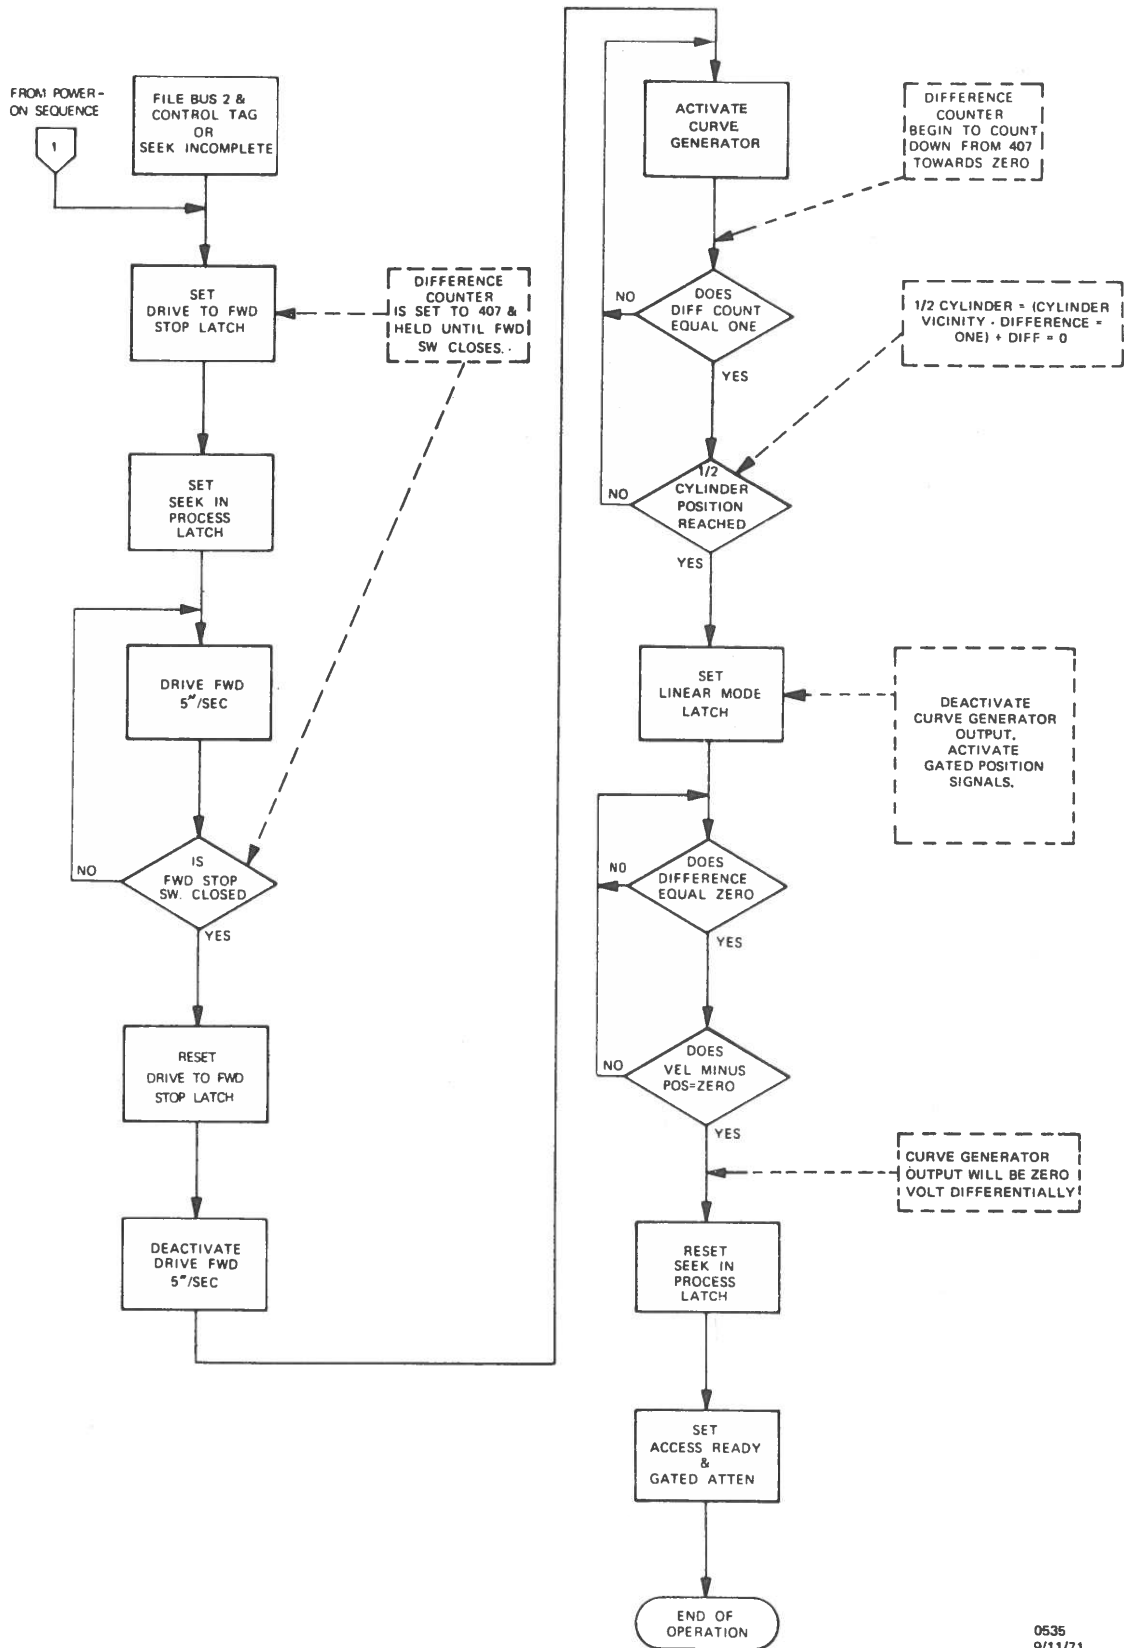 FROM POWER-
ON SEQUENCE
1
FILE BUS 2 &
CONTROL TAG
OR
SEEK INCOMPLETE
SET
DRIVE TO FWD
STOP LATCH
DIFFERENCE
COUNTER
IS SET TO 407 &
HELD UNTIL FWD
SW CLOSES.
SET
SEEK IN
PROCESS
LATCH
DRIVE FWD
5"/SEC
IS
FWD STOP
SW. CLOSED
NO
YES
RESET
DRIVE TO FWD
STOP LATCH
DEACTIVATE
DRIVE FWD
5"/SEC
ACTIVATE
CURVE
GENERATOR
DIFFERENCE
COUNTER
BEGIN TO COUNT
DOWN FROM 407
TOWARDS ZERO
DOES
DIFF COUNT
EQUAL ONE
NO
YES
1/2 CYLINDER = (CYLINDER
VICINITY · DIFFERENCE =
ONE) + DIFF = 0
1/2
CYLINDER
POSITION
REACHED
NO
YES
SET
LINEAR MODE
LATCH
DEACTIVATE
CURVE GENERATOR
OUTPUT.
ACTIVATE
GATED POSITION
SIGNALS.
DOES
DIFFERENCE
EQUAL ZERO
NO
YES
DOES
VEL MINUS
POS=ZERO
NO
YES
CURVE GENERATOR
OUTPUT WILL BE ZERO
VOLT DIFFERENTIALLY
RESET
SEEK IN
PROCESS
LATCH
SET
ACCESS READY
&
GATED ATTEN
END OF
OPERATION
0535
9/11/71